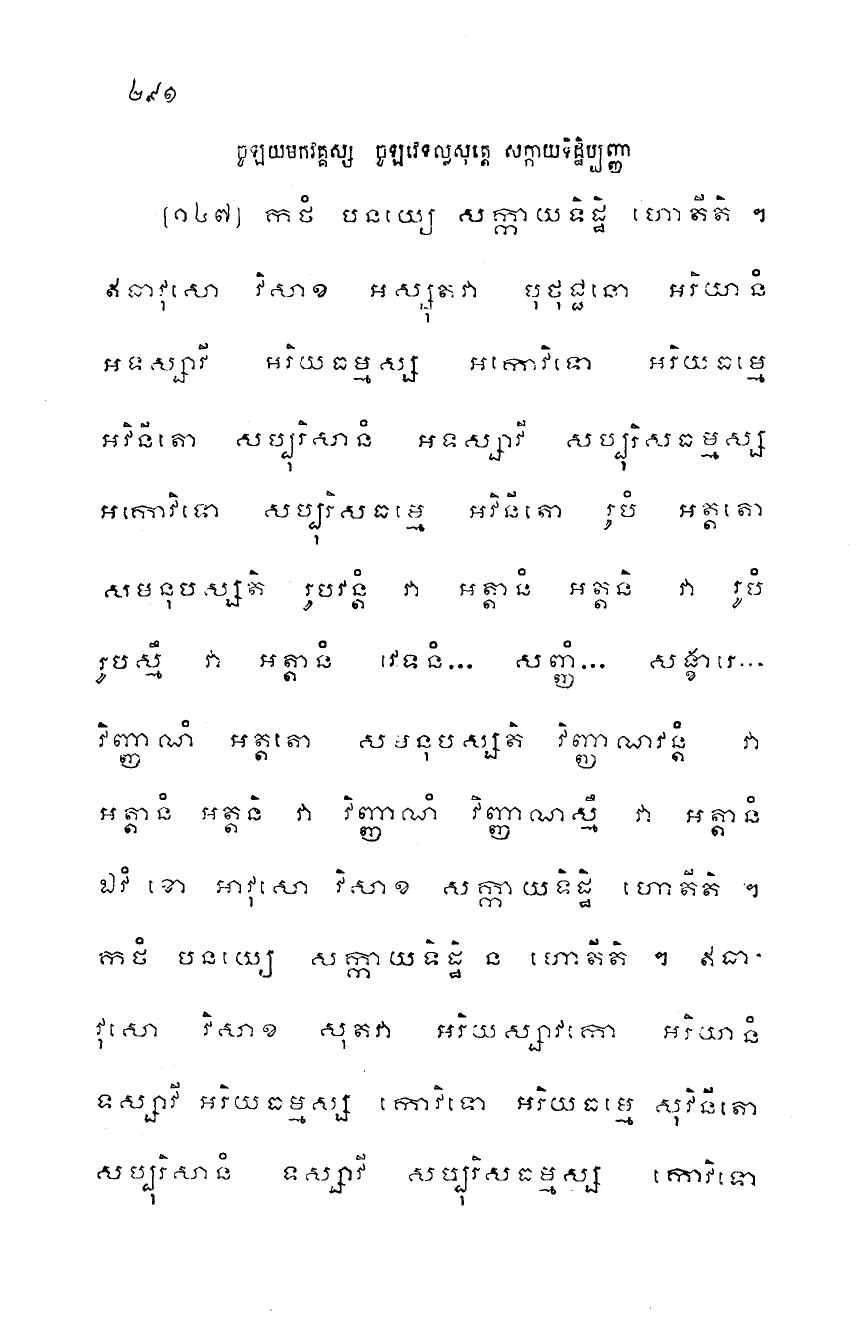 ២៩១
ចូឡយមកវគ្គស្ស ចូឡវេទល្លសុត្តេ សក្កាយទិដ្ឋិប្បញ្ញា
[១៤៧] កថំ បនយ្យេ សក្កាយទិដ្ឋិ ហោតីតិ ។
ឥធាវុសោ វិសាខ អស្សុតវា បុថុជ្ជនោ អរិយានំ
អទស្សាវី អរិយធម្មស្ស អកោវិទោ អរិយធម្មេ
អវិនីតោ សប្បុរិសានំ អទស្សាវី សប្បុរិសធម្មស្ស
អកោវិទោ សប្បុរិសធម្មេ អវិនីតោ រូបំ អត្តតោ
សមនុបស្សតិ រូបវន្តំ វា អត្តានំ អត្តនិ វា រូបំ
រូបស្មឹ វា អត្តានំ វេទនំ... សញ្ញំ... សង្ខារេ...
វិញ្ញាណំ អត្តតោ សមនុបស្សតិ វិញ្ញាណវន្តំ វា
អត្តានំ អត្តនិ វា វិញ្ញាណំ វិញ្ញាណស្មឹ វា អត្តានំ
ឯវំ ខោ អាវុសោ វិសាខ សក្កាយទិដ្ឋិ ហោតីតិ ។
កថំ បនយ្យេ សក្កាយទិដ្ឋិ ន ហោតីតិ ។ ឥធា-
វុសោ វិសាខ សុតវា អរិយស្សាវកោ អរិយានំ
ទស្សាវី អរិយធម្មស្ស កោវិទោ អរិយធម្មេ សុវិនីតោ
សប្បុរិសានំ ទស្សាវី សប្បុរិសធម្មស្ស កោវិទោ